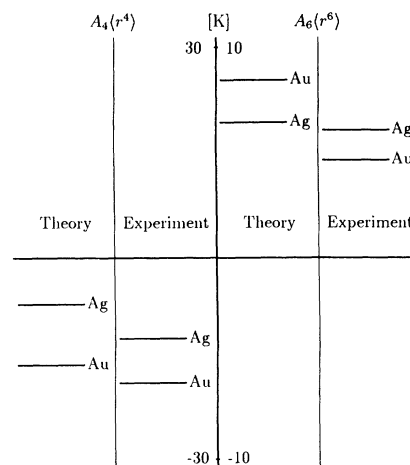 A₄⟨r⁴⟩ [K] A₆⟨r⁶⟩
30 10
Au
Ag
Ag
Au
Theory Experiment Theory Experiment
Ag
Ag
Au
Au
-30 -10